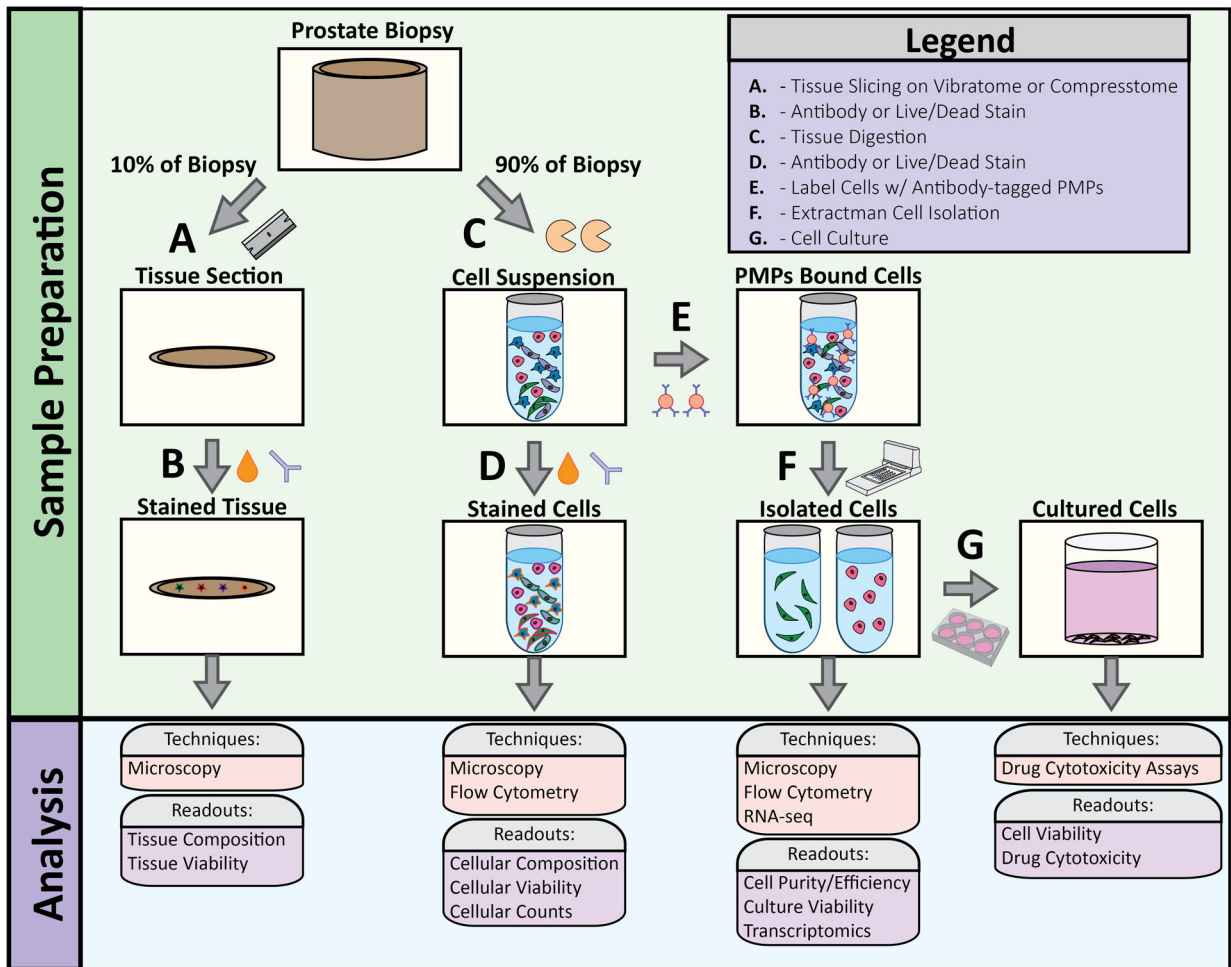 Sample Preparation
Prostate Biopsy
10% of Biopsy
90% of Biopsy
Legend
A. - Tissue Slicing on Vibratome or Compresstome
B. - Antibody or Live/Dead Stain
C. - Tissue Digestion
D. - Antibody or Live/Dead Stain
E. - Label Cells w/ Antibody-tagged PMPs
F. - Extractman Cell Isolation
G. - Cell Culture
A
C
Tissue Section
Cell Suspension
PMPs Bound Cells
E
B
D
F
Stained Tissue
Stained Cells
Isolated Cells
Cultured Cells
G
Analysis
Techniques:
Microscopy
Readouts:
Tissue Composition
Tissue Viability
Techniques:
Microscopy
Flow Cytometry
Readouts:
Cellular Composition
Cellular Viability
Cellular Counts
Techniques:
Microscopy
Flow Cytometry
RNA-seq
Readouts:
Cell Purity/Efficiency
Culture Viability
Transcriptomics
Techniques:
Drug Cytotoxicity Assays
Readouts:
Cell Viability
Drug Cytotoxicity